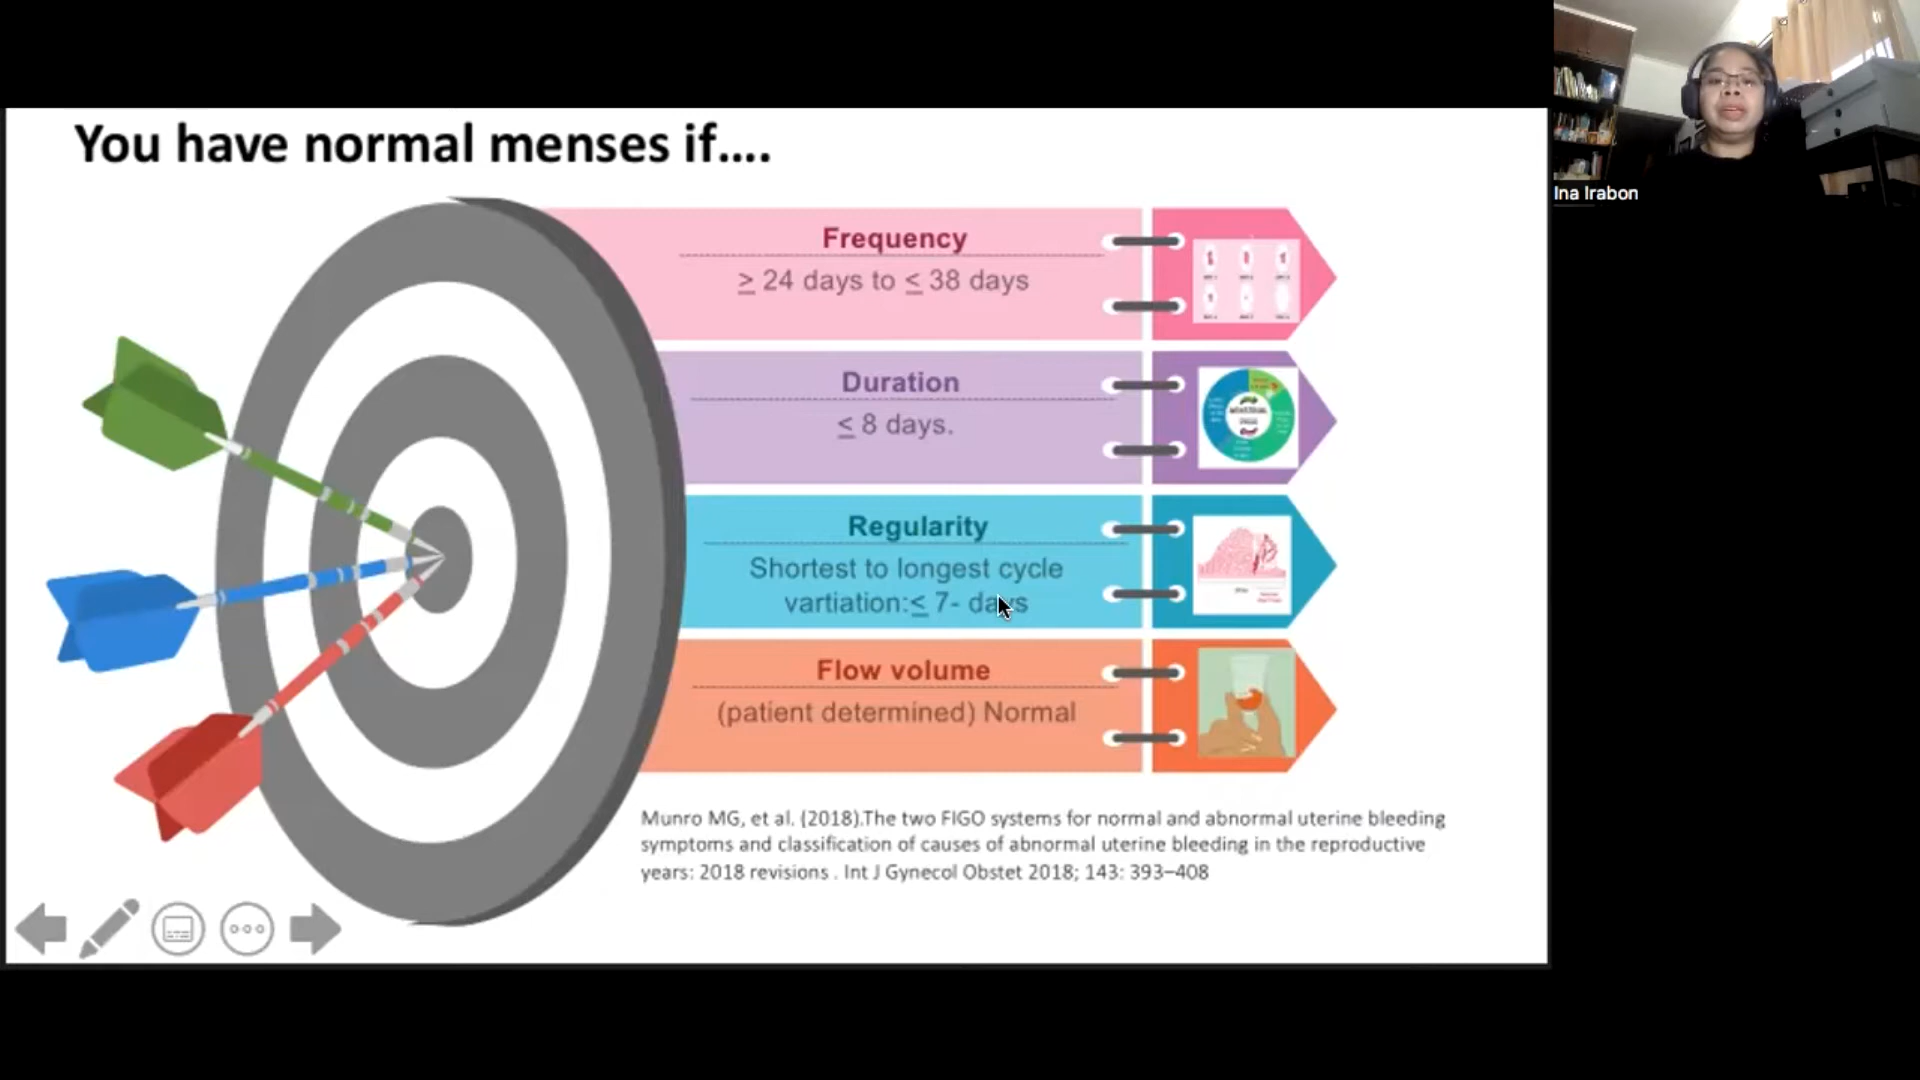 You have normal menses if....
Frequency
≥ 24 days to ≤ 38 days
Duration
≤ 8 days.
Regularity
Shortest to longest cycle
vartiation:≤ 7- days
Flow volume
(patient determined) Normal
Munro MG, et al. (2018).The two FIGO systems for normal and abnormal uterine bleeding
symptoms and classification of causes of abnormal uterine bleeding in the reproductive
years: 2018 revisions . Int J Gynecol Obstet 2018; 143: 393–408
Ina Irabon